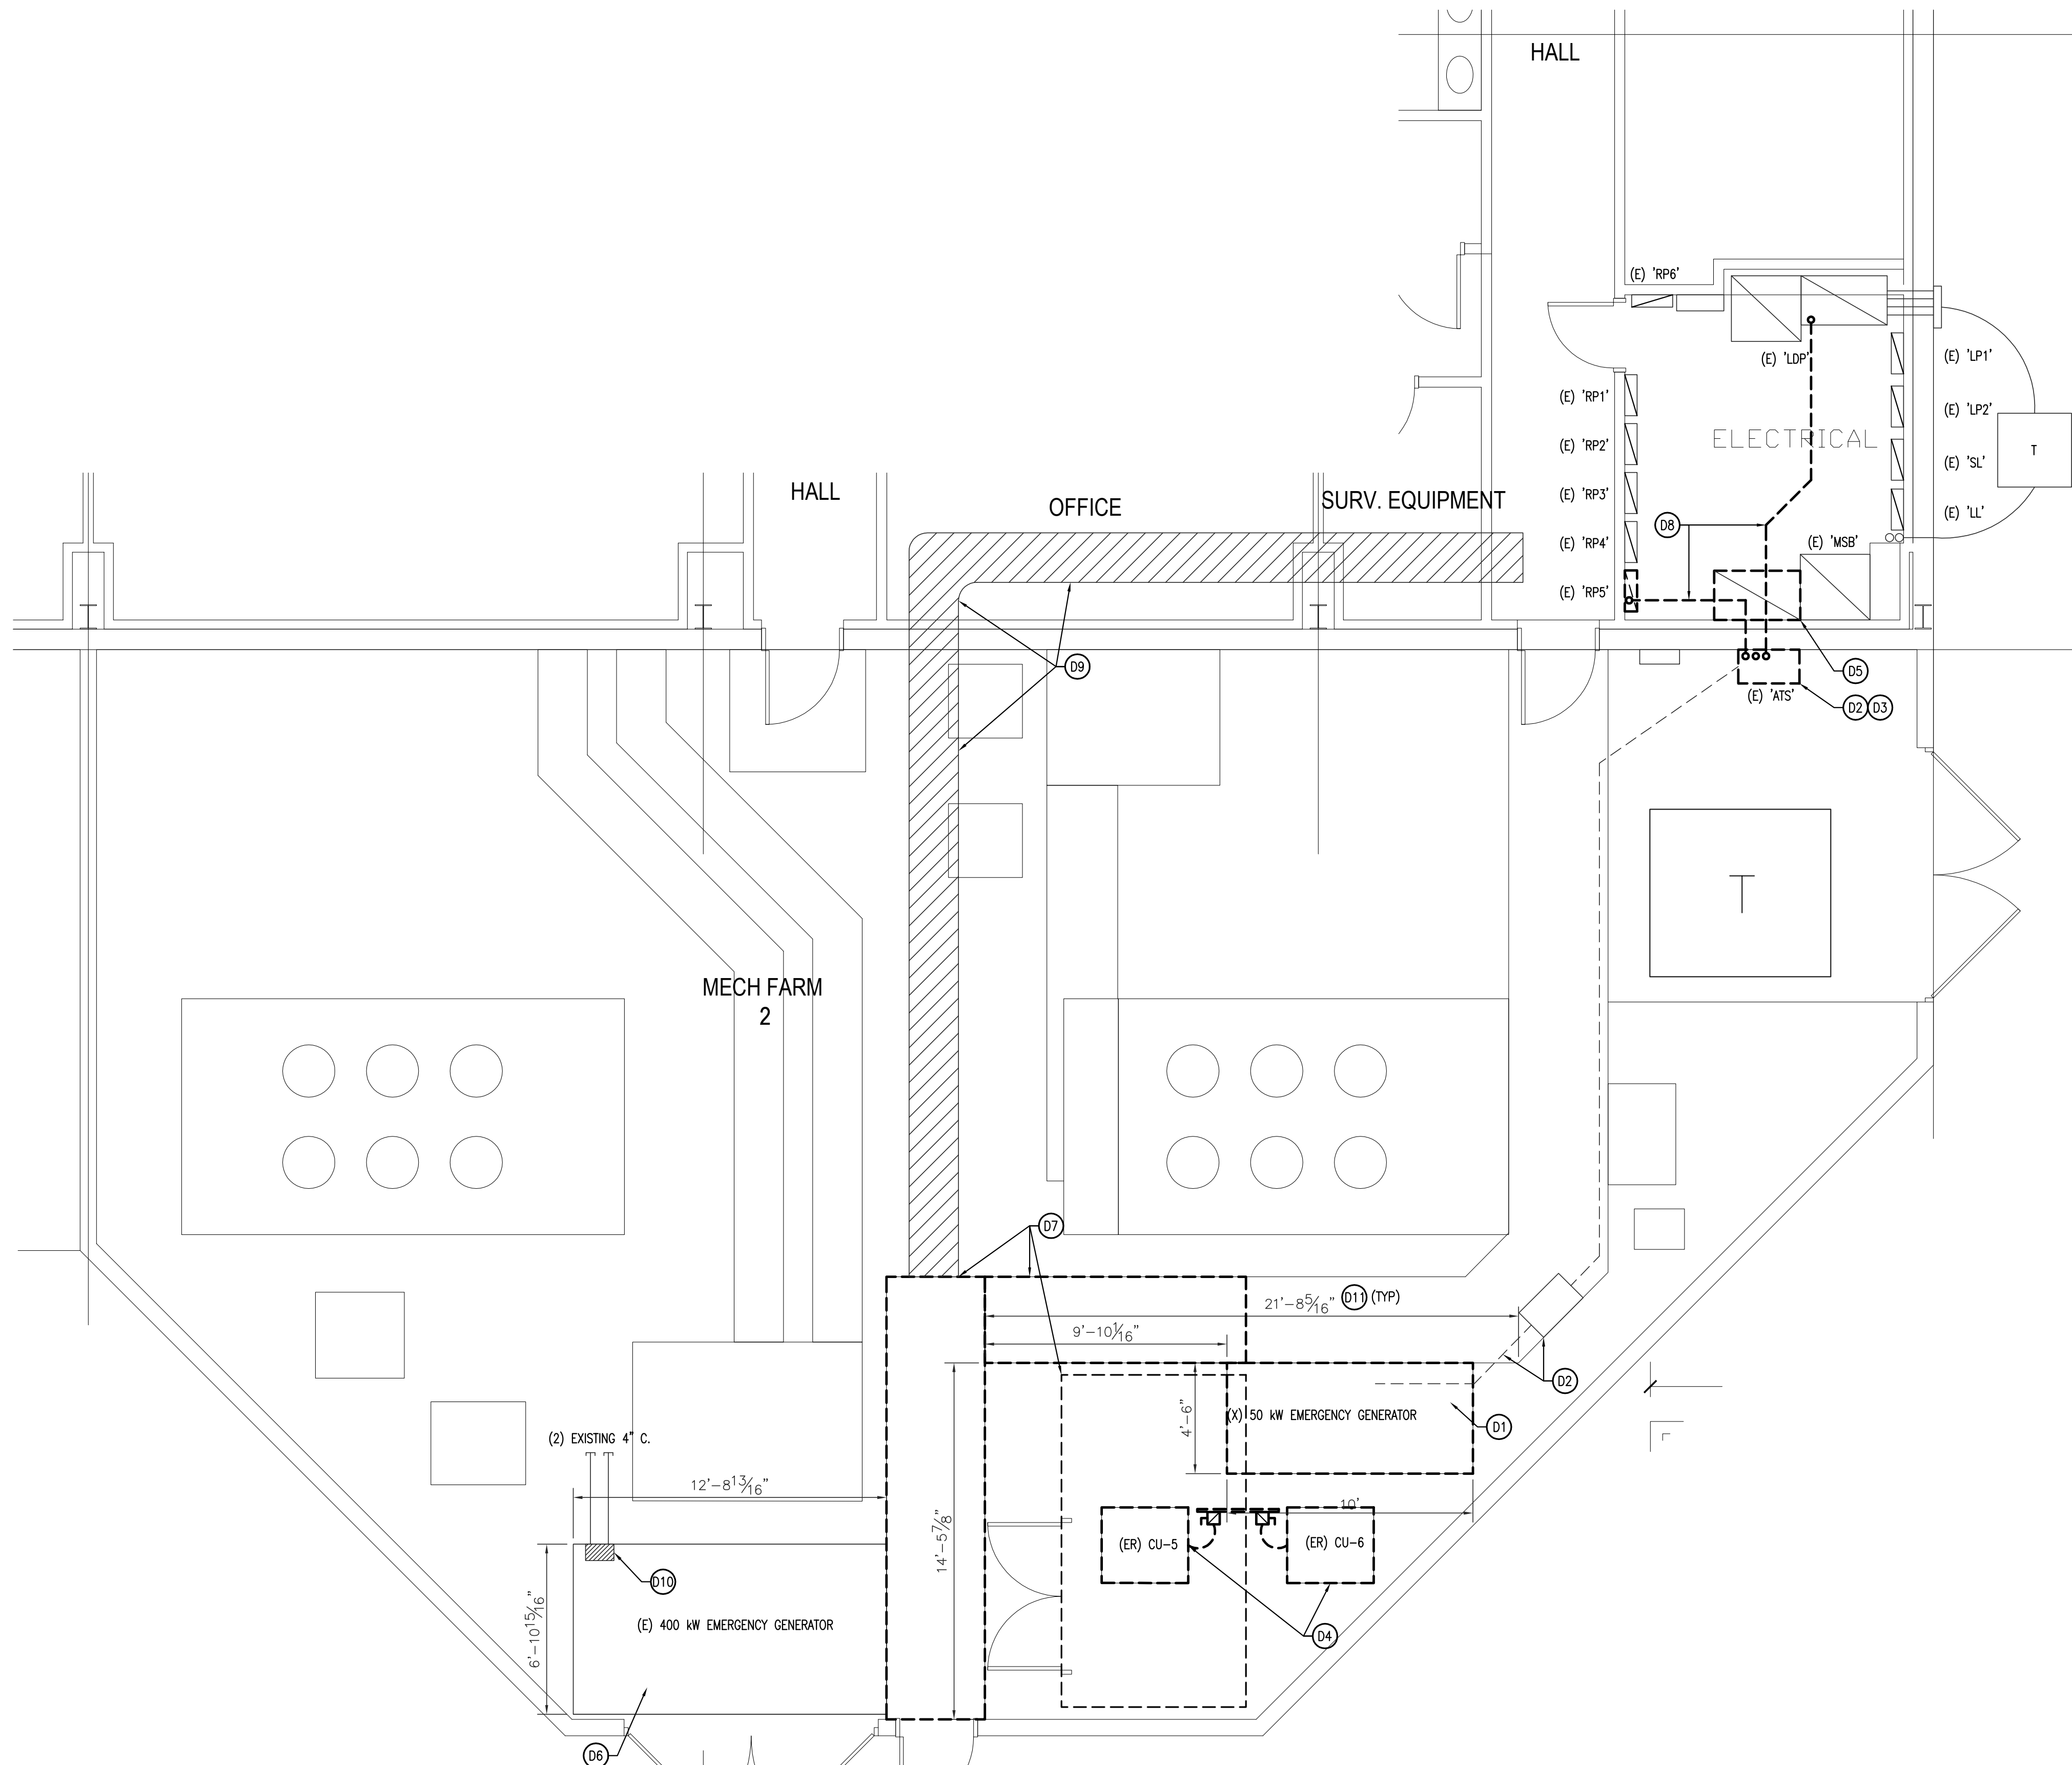 HALL
(E) 'RP6'
(E) 'LDP'
(E) 'LP1'
(E) 'RP1'
(E) 'LP2'
ELECTRICAL
(E) 'RP2'
T
(E) 'SL'
HALL
OFFICE
SURV. EQUIPMENT
(E) 'RP3'
(E) 'LL'
D8
(E) 'RP4'
(E) 'MSB'
(E) 'RP5'
D9
D5
(E) 'ATS'
D2 D3
T
MECH FARM
2
D7
21'-8 5/16" D11 (TYP)
9'-10 1/16"
D2
4'-6"
(X) 50 kW EMERGENCY GENERATOR
D1
(2) EXISTING 4" C.
12'-8 13/16"
10'
14'-5 7/8"
(ER) CU-5
(ER) CU-6
D10
6'-10 15/16"
(E) 400 kW EMERGENCY GENERATOR
D4
D6